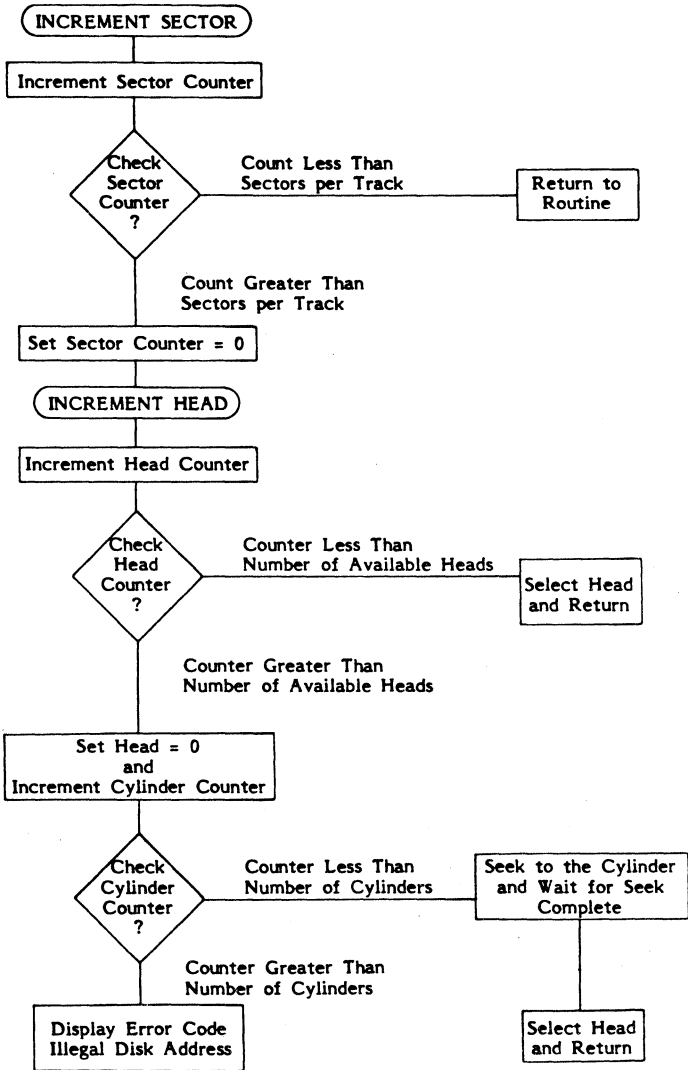 INCREMENT SECTOR
Increment Sector Counter
Check
Sector
Counter
?
Count Less Than
Sectors per Track
Return to
Routine
Count Greater Than
Sectors per Track
Set Sector Counter = 0
INCREMENT HEAD
Increment Head Counter
Check
Head
Counter
?
Counter Less Than
Number of Available Heads
Select Head
and Return
Counter Greater Than
Number of Available Heads
Set Head = 0
and
Increment Cylinder Counter
Check
Cylinder
Counter
?
Counter Less Than
Number of Cylinders
Seek to the Cylinder
and Wait for Seek
Complete
Counter Greater Than
Number of Cylinders
Display Error Code
Illegal Disk Address
Select Head
and Return